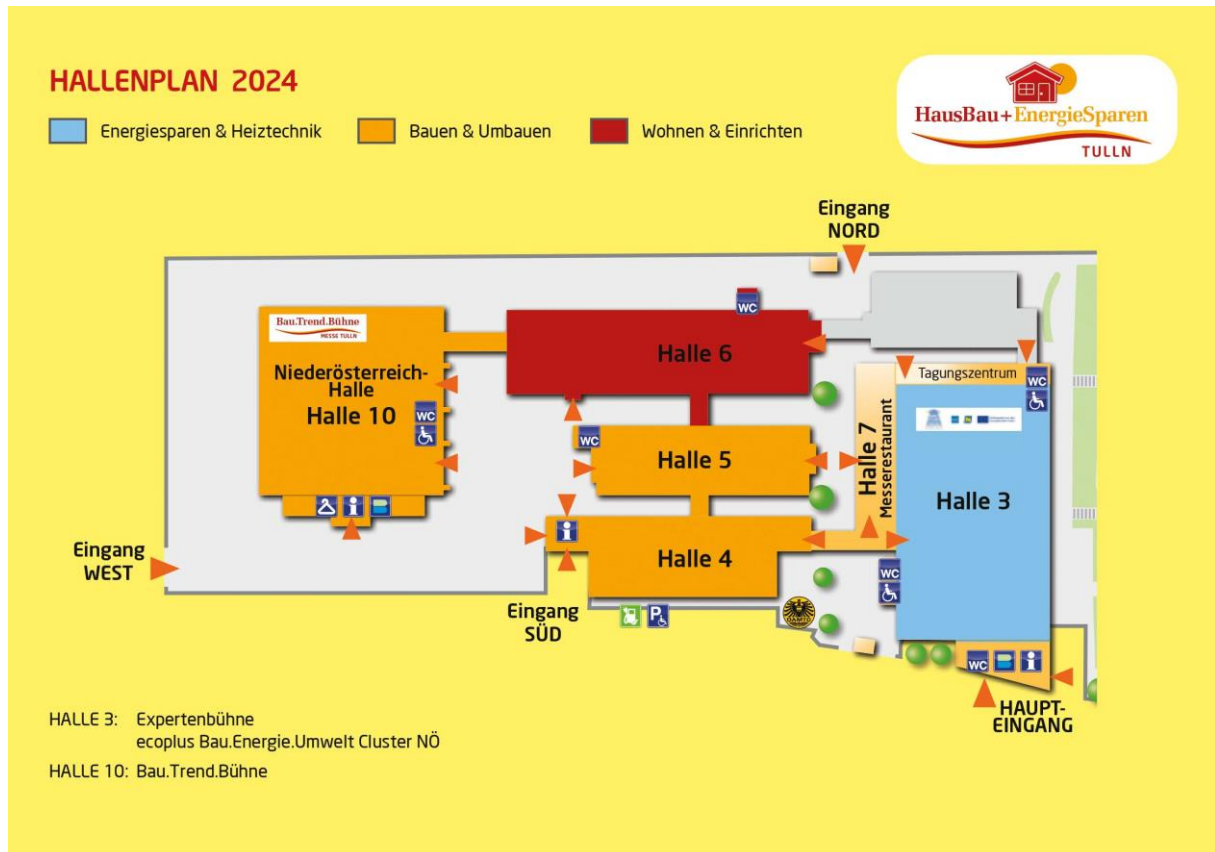 HALLENPLAN 2024
Energiesparen & Heiztechnik
Bauen & Umbauen
Wohnen & Einrichten
HausBau+EnergieSparen
TULLN
Eingang
NORD
Bau.Trend.Bühne
MESSE TULLN
Niederösterreich-
Halle
Halle 10
WC
WC
Halle 6
WC
Halle 5
Halle 4
Halle 7
Messerestaurant
Tagungszentrum
WC
Halle 3
WC
Eingang
WEST
Eingang
SÜD
P
WC
HAUPT-
EINGANG
HALLE 3: Expertenbühne
ecoplus Bau.Energie.Umwelt Cluster NÖ
HALLE 10: Bau.Trend.Bühne